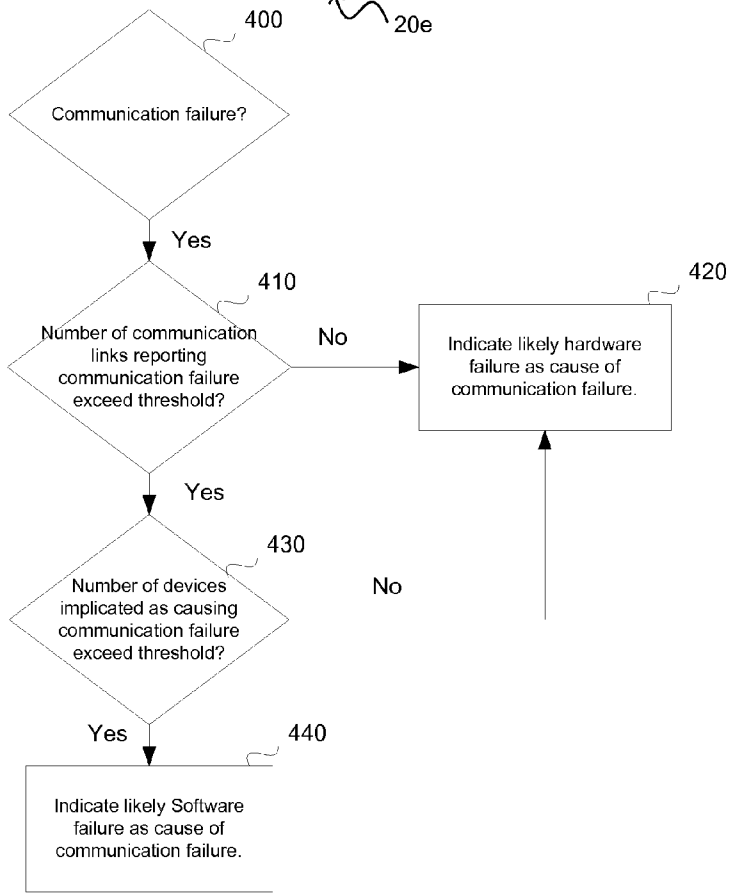 400
20e
Communication failure?
Yes
410
420
Number of communication
links reporting
communication failure
exceed threshold?
No
Indicate likely hardware
failure as cause of
communication failure.
Yes
430
Number of devices
implicated as causing
communication failure
exceed threshold?
No
Yes
440
Indicate likely Software
failure as cause of
communication failure.